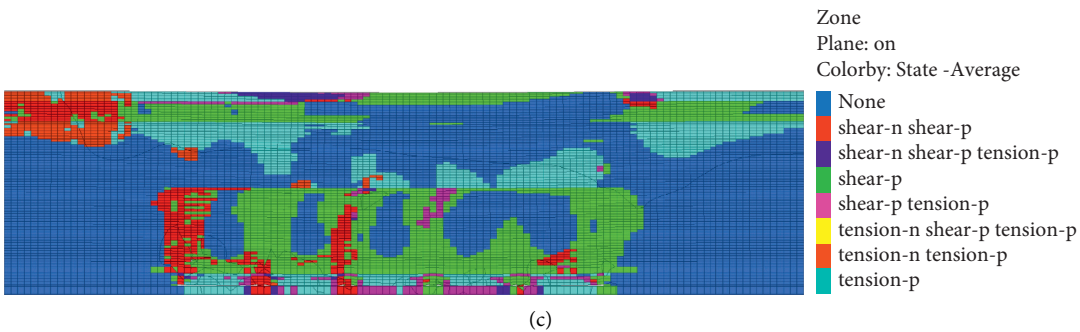 Zone
Plane: on
Colorby: State -Average
None
shear-n shear-p
shear-n shear-p tension-p
shear-p
shear-p tension-p
tension-n shear-p tension-p
tension-n tension-p
tension-p
(c)